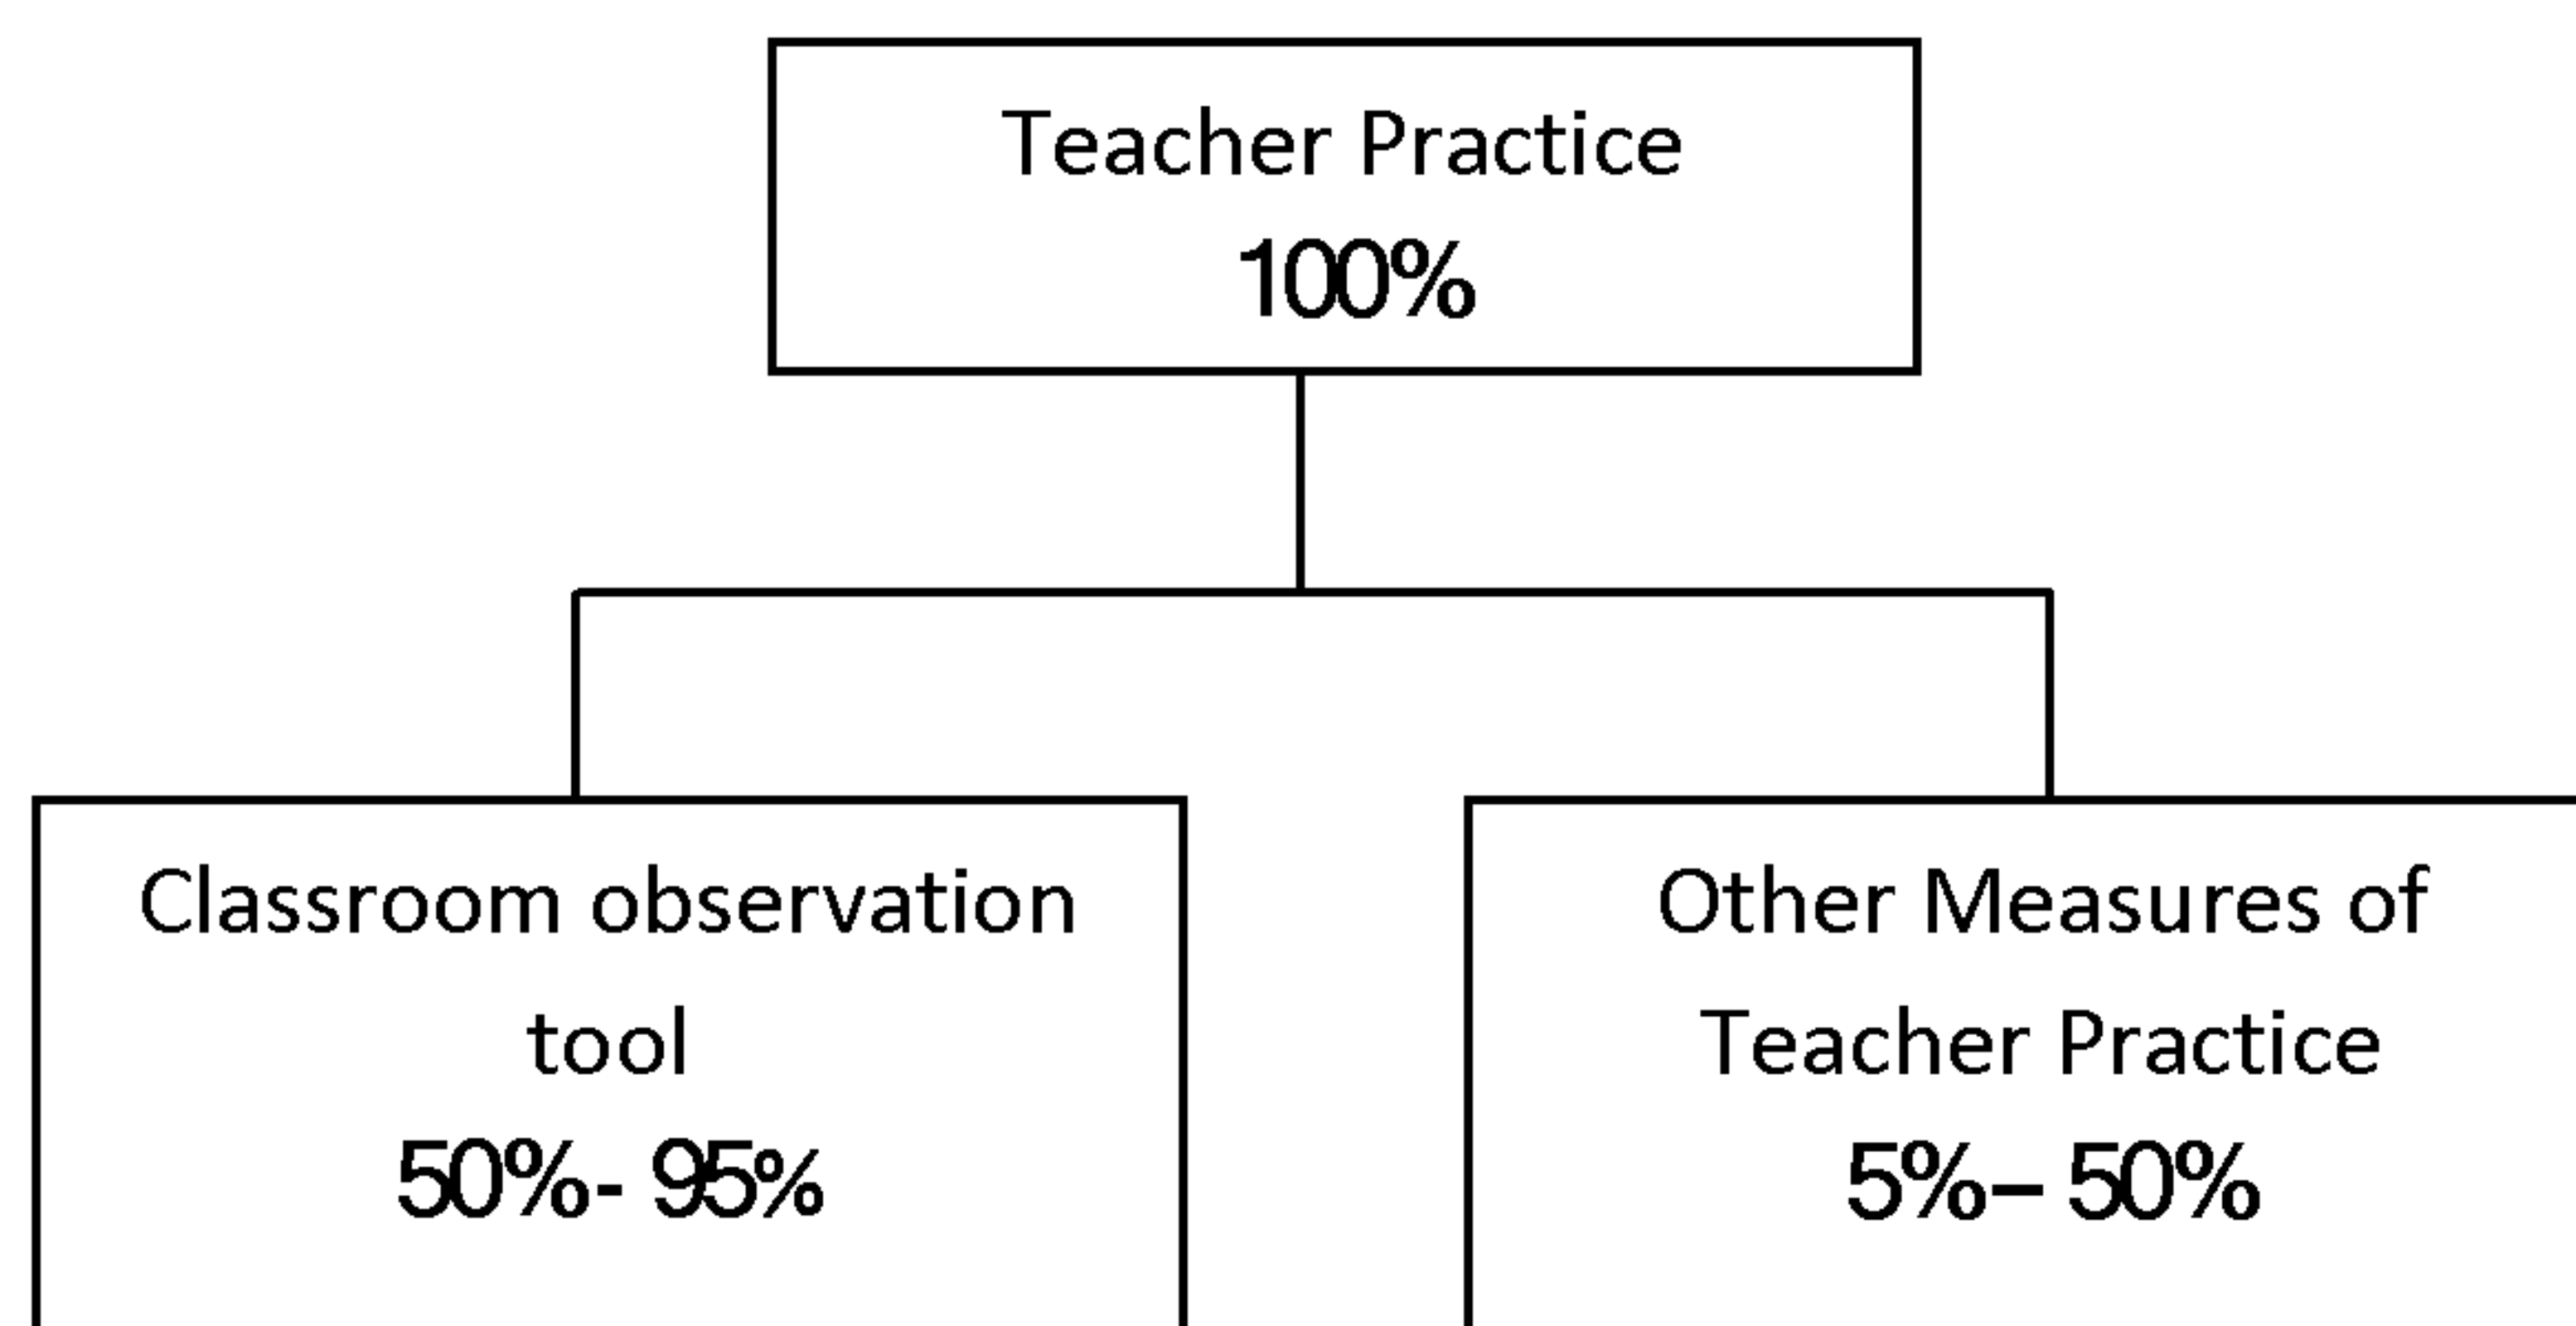 Teacher Practice
100%
Classroom observation
tool
50%- 95%
Other Measures of
Teacher Practice
5%– 50%